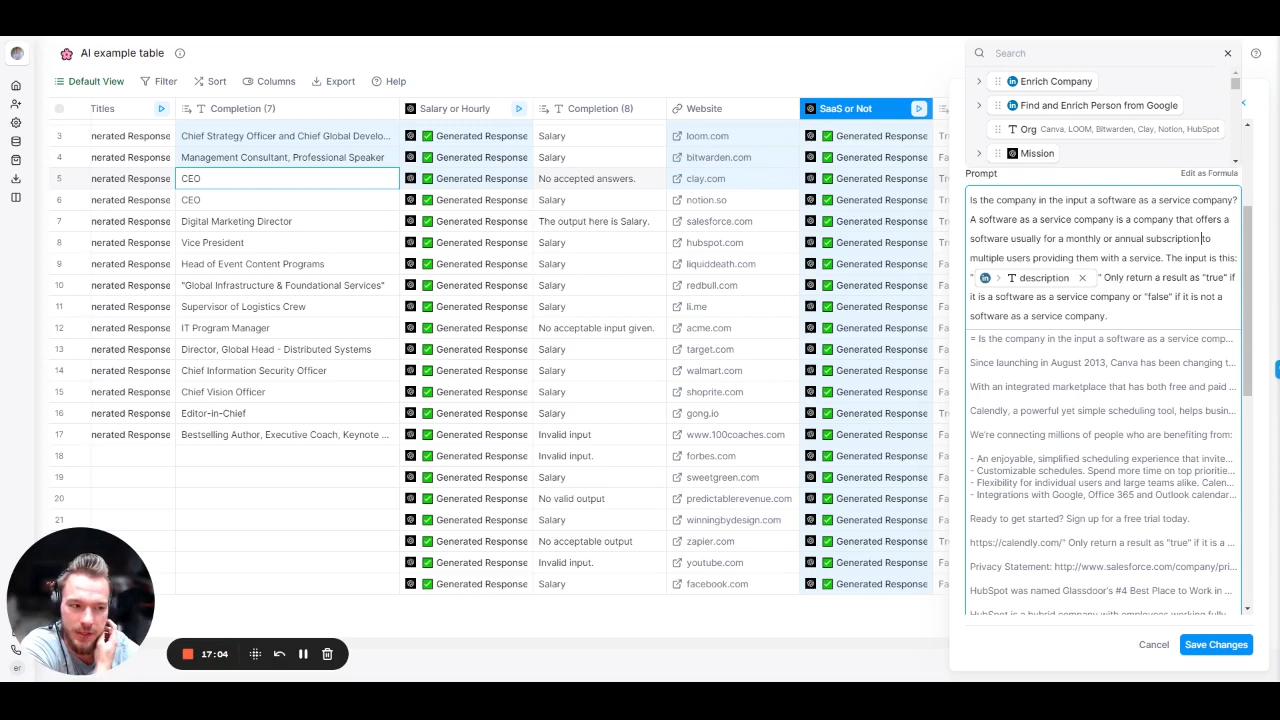 AI example table
Search
Default View
Filter
Sort
Columns
Export
Help
Enrich Company
Find and Enrich Person from Google
Org Canva, LOOM, Bitwarden, Clay, Notion, HubSpot
Mission
Titles Completion (7) Salary or Hourly Completion (8) Website SaaS or Not
3 nerated Response Chief Strategy Officer and Chief Global Develo... Generated Response Salary loom.com Generated Response
4 nerated Response Management Consultant, Professional Speaker Generated Response Salary bitwarden.com Generated Response Fa
5 nerated Response CEO Generated Response No accepted answers. clay.com Generated Response Fa
6 nerated Response CEO Generated Response Salary notion.so Generated Response
7 nerated Response Digital Marketing Director Generated Response The output here is Salary. salesforce.com Generated Response
8 nerated Response Vice President Generated Response Salary hubspot.com Generated Response
9 nerated Response Head of Event Content Programs Generated Response Salary liquiddeath.com Generated Response Fa
10 nerated Response "Global Infrastructure & Foundational Services" Generated Response Salary redbull.com Generated Response Fa
11 nerated Response Supervisor of Logistics Crew Generated Response Salary li.me Generated Response Fa
12 nerated Response IT Program Manager Generated Response No acceptable input given. acme.com Generated Response Fa
13 nerated Response Director, Global Head - Distributed Systems Generated Response Salary target.com Generated Response Fa
14 nerated Response Chief Information Security Officer Generated Response Salary walmart.com Generated Response Fa
15 nerated Response Chief Vision Officer Generated Response Salary shoprite.com Generated Response Fa
16 nerated Response Editor-in-Chief Generated Response Salary gong.io Generated Response
17 nerated Response Bestselling Author, Executive Coach, Keynote ... Generated Response Invalid input www.100coaches.com Generated Response Fa
18 Generated Response Invalid input. forbes.com Generated Response Fa
19 Generated Response Salary sweetgreen.com Generated Response Fa
20 Generated Response No valid output predictablerevenue.com Generated Response
21 Generated Response Salary winningbydesign.com Generated Response
Generated Response No acceptable output zapier.com Generated Response
Generated Response Invalid input. youtube.com Generated Response Fa
Generated Response Salary facebook.com Generated Response Fa
Prompt
Edit as Formula
Is the company in the input a software as a service company?
A software as a service company is a company that offers a
software usually for a monthly or annual subscription to
multiple users providing them with a service. The input is this:
" description " Only return a result as "true" if
it is a software as a service company or "false" if it is not a
software as a service company.
= Is the company in the input a software as a service comp...
Since launching in August 2013, Canva has been changing t...
With an integrated marketplace that has both free and paid ...
Calendly, a powerful yet simple scheduling tool, helps busin...
We're connecting millions of people who are benefiting from:
- An enjoyable, simplified scheduling experience that invite...
- Customizable schedules. Spend more time on top prioritie...
- Flexibility for individual users and large teams alike. Calen...
- Integrations with Google, Office 365 and Outlook calendar...
Ready to get started? Sign up for a free trial today.
https://calendly.com/" Only return a result as "true" if it is a ...
Privacy Statement: http://www.salesforce.com/company/pri...
HubSpot was named Glassdoor's #4 Best Place to Work in ...
HubSpot is a hybrid company with employees working fully
Cancel
Save Changes
17:04
er